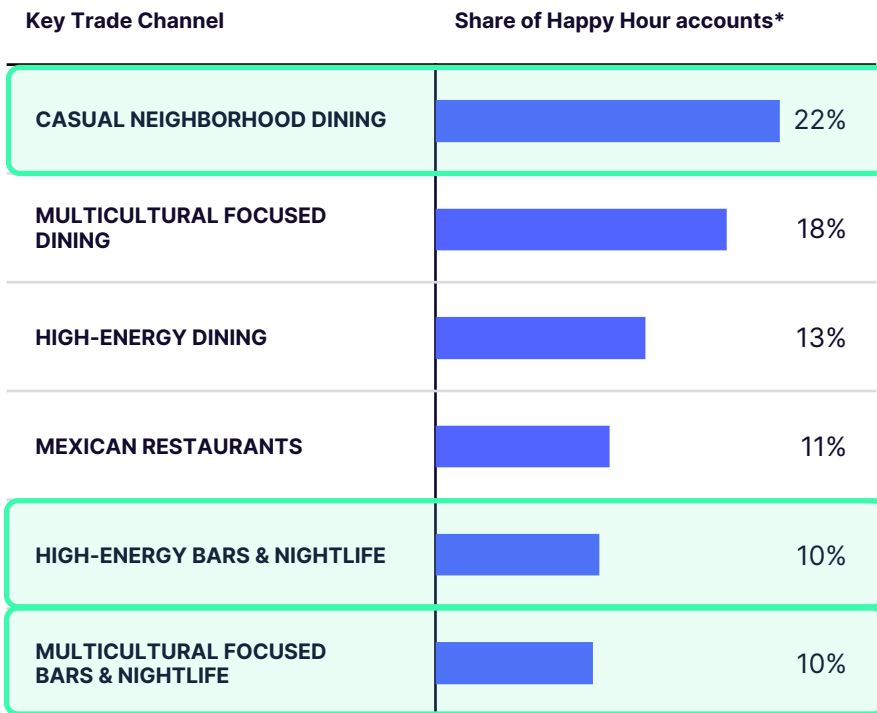 Key Trade Channel
Share of Happy Hour accounts*
CASUAL NEIGHBORHOOD DINING
22%
MULTICULTURAL FOCUSED
DINING
18%
HIGH-ENERGY DINING
13%
MEXICAN RESTAURANTS
11%
HIGH-ENERGY BARS & NIGHTLIFE
10%
MULTICULTURAL FOCUSED
BARS & NIGHTLIFE
10%